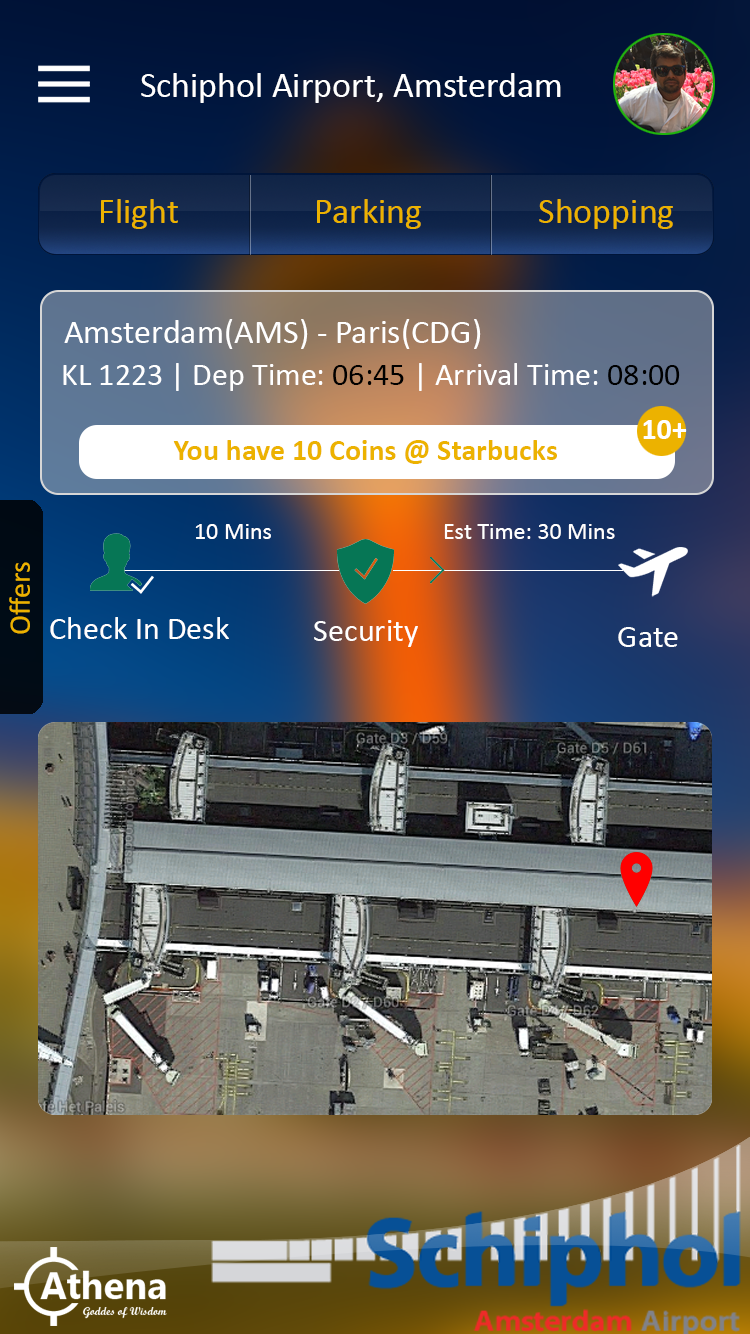 Schiphol Airport, Amsterdam
Flight
Parking
Shopping
Amsterdam(AMS) - Paris(CDG)
KL 1223 | Dep Time: 06:45 | Arrival Time: 08:00
10+
You have 10 Coins @ Starbucks
Offers
10 Mins
Est Time: 30 Mins
Check In Desk
Security
Gate
Gate D3 / D59
Gate D5 / D61
D60
Gate
D62
Het Paleis
Schiphol
Amsterdam Airport
Athena
Goddes of Wisdom